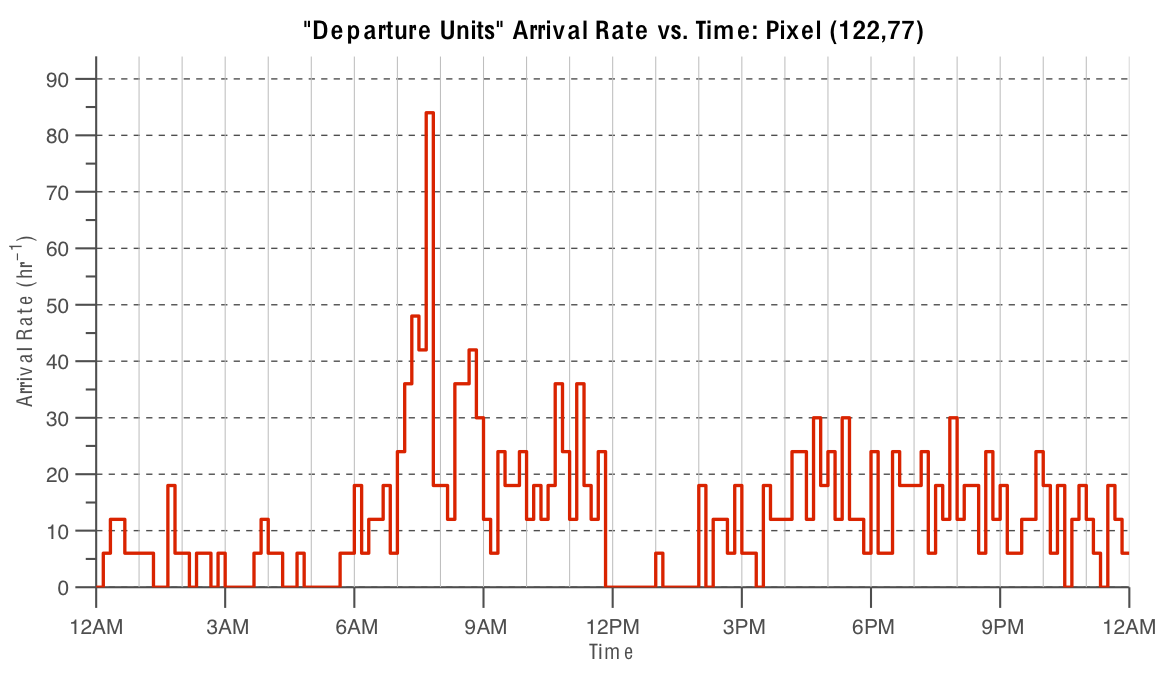 "Departure Units" Arrival Rate vs. Time: Pixel (122,77)
Arrival Rate (hr⁻¹)
90
80
70
60
50
40
30
20
10
0
12AM 3AM 6AM 9AM 12PM 3PM 6PM 9PM 12AM
Time